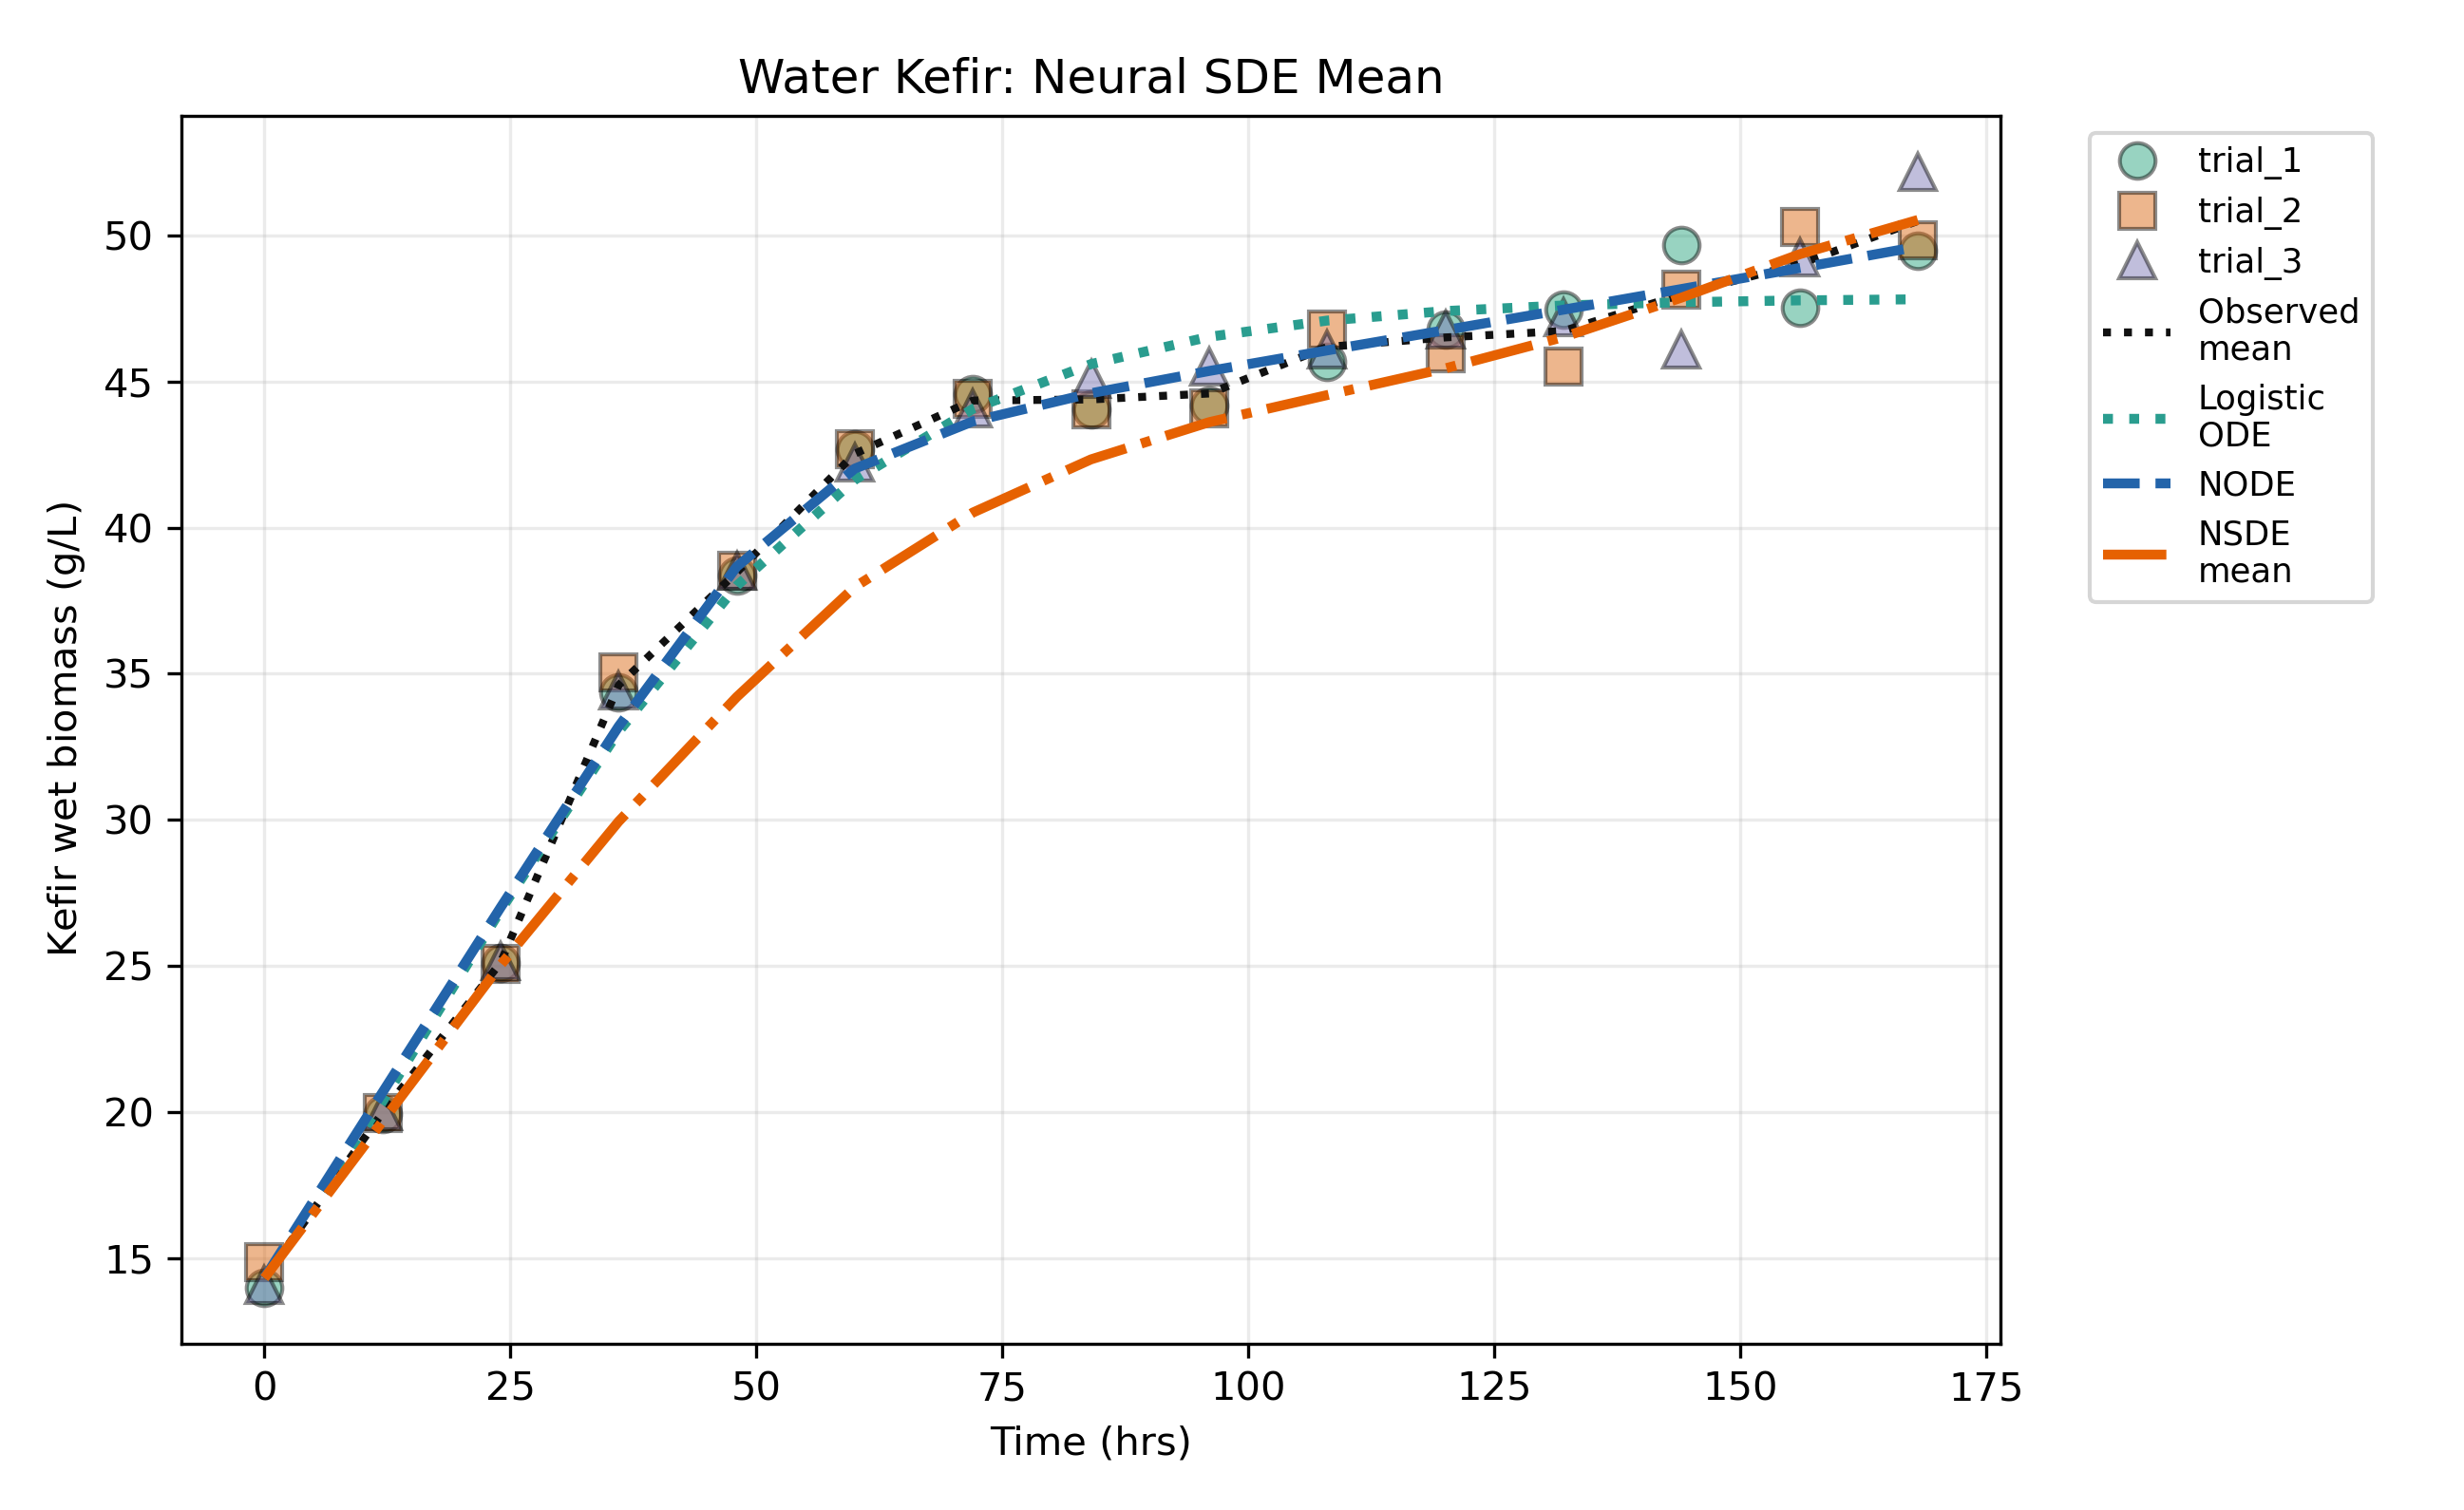 Water Kefir: Neural SDE Mean
Kefir wet biomass (g/L)
50
45
40
35
30
25
20
15
0 25 50 75 100 125 150 175
Time (hrs)
trial_1
trial_2
trial_3
Observed
mean
Logistic
ODE
NODE
NSDE
mean